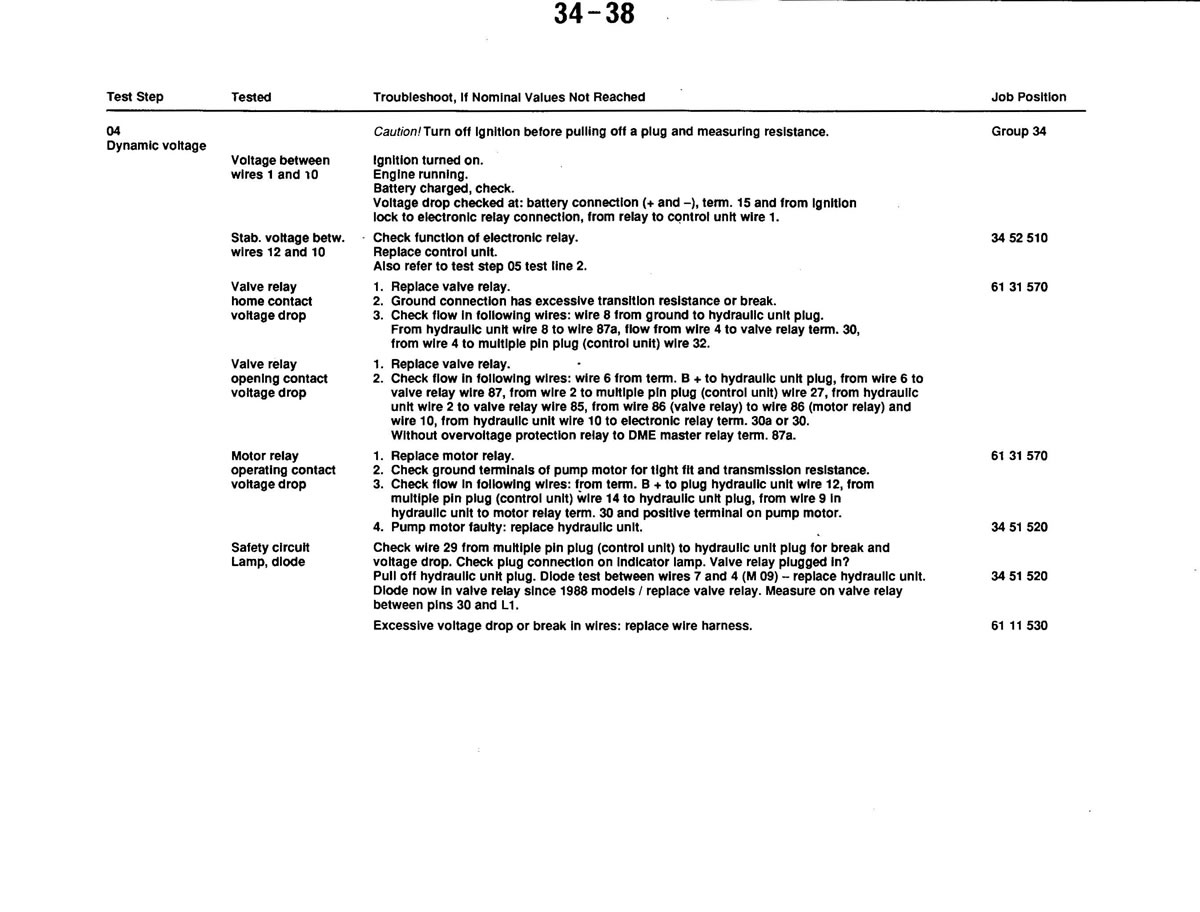 34-38
Test Step Tested Troubleshoot, If Nominal Values Not Reached Job Position
04 Caution! Turn off ignition before pulling off a plug and measuring resistance. Group 34
Dynamic voltage
Voltage between Ignition turned on.
wires 1 and 10 Engine running.
Battery charged, check.
Voltage drop checked at: battery connection (+ and –), term. 15 and from ignition
lock to electronic relay connection, from relay to control unit wire 1.
Stab. voltage betw. Check function of electronic relay. 34 52 510
wires 12 and 10 Replace control unit.
Also refer to test step 05 test line 2.
Valve relay 1. Replace valve relay. 61 31 570
home contact 2. Ground connection has excessive transition resistance or break.
voltage drop 3. Check flow in following wires: wire 8 from ground to hydraulic unit plug.
From hydraulic unit wire 8 to wire 87a, flow from wire 4 to valve relay term. 30,
from wire 4 to multiple pin plug (control unit) wire 32.
Valve relay 1. Replace valve relay.
opening contact 2. Check flow in following wires: wire 6 from term. B + to hydraulic unit plug, from wire 6 to
voltage drop valve relay wire 87, from wire 2 to multiple pin plug (control unit) wire 27, from hydraulic
unit wire 2 to valve relay wire 85, from wire 86 (valve relay) to wire 86 (motor relay) and
wire 10, from hydraulic unit wire 10 to electronic relay term. 30a or 30.
Without overvoltage protection relay to DME master relay term. 87a.
Motor relay 1. Replace motor relay. 61 31 570
operating contact 2. Check ground terminals of pump motor for tight fit and transmission resistance.
voltage drop 3. Check flow in following wires: from term. B + to plug hydraulic unit wire 12, from
multiple pin plug (control unit) wire 14 to hydraulic unit plug, from wire 9 in
hydraulic unit to motor relay term. 30 and positive terminal on pump motor.
4. Pump motor faulty: replace hydraulic unit. 34 51 520
Safety circuit Check wire 29 from multiple pin plug (control unit) to hydraulic unit plug for break and
Lamp, diode voltage drop. Check plug connection on indicator lamp. Valve relay plugged in?
Pull off hydraulic unit plug. Diode test between wires 7 and 4 (M 09) – replace hydraulic unit. 34 51 520
Diode now in valve relay since 1988 models / replace valve relay. Measure on valve relay
between pins 30 and L1.
Excessive voltage drop or break in wires: replace wire harness. 61 11 530